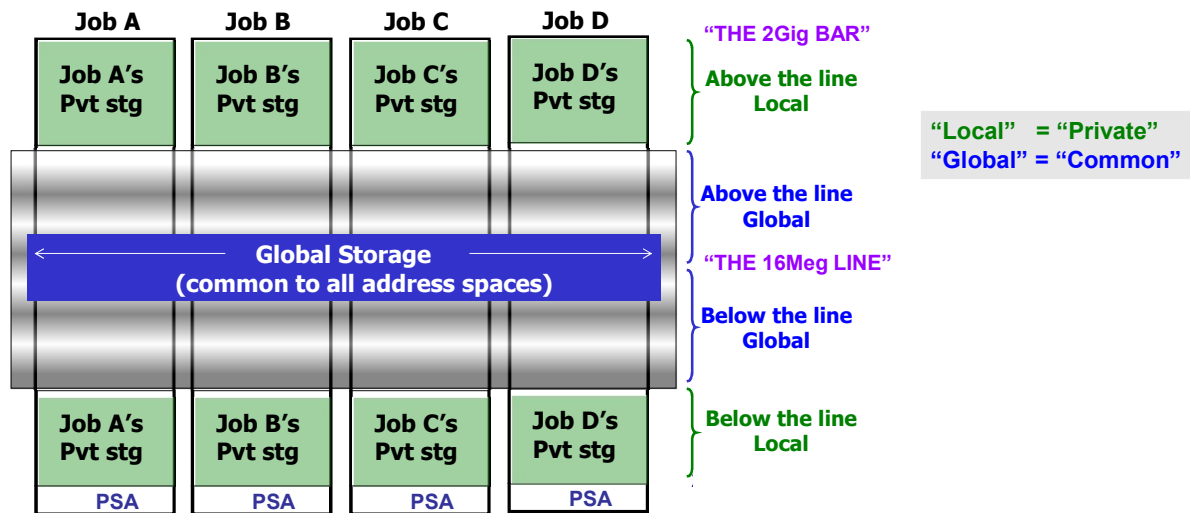 Job A
Job B
Job C
Job D
Job A’s
Pvt stg
Job B’s
Pvt stg
Job C’s
Pvt stg
Job D’s
Pvt stg
“THE 2Gig BAR”
Above the line
Local
“Local” = “Private”
“Global” = “Common”
Above the line
Global
Global Storage
(common to all address spaces)
“THE 16Meg LINE”
Below the line
Global
Job A’s
Pvt stg
Job B’s
Pvt stg
Job C’s
Pvt stg
Job D’s
Pvt stg
Below the line
Local
PSA
PSA
PSA
PSA